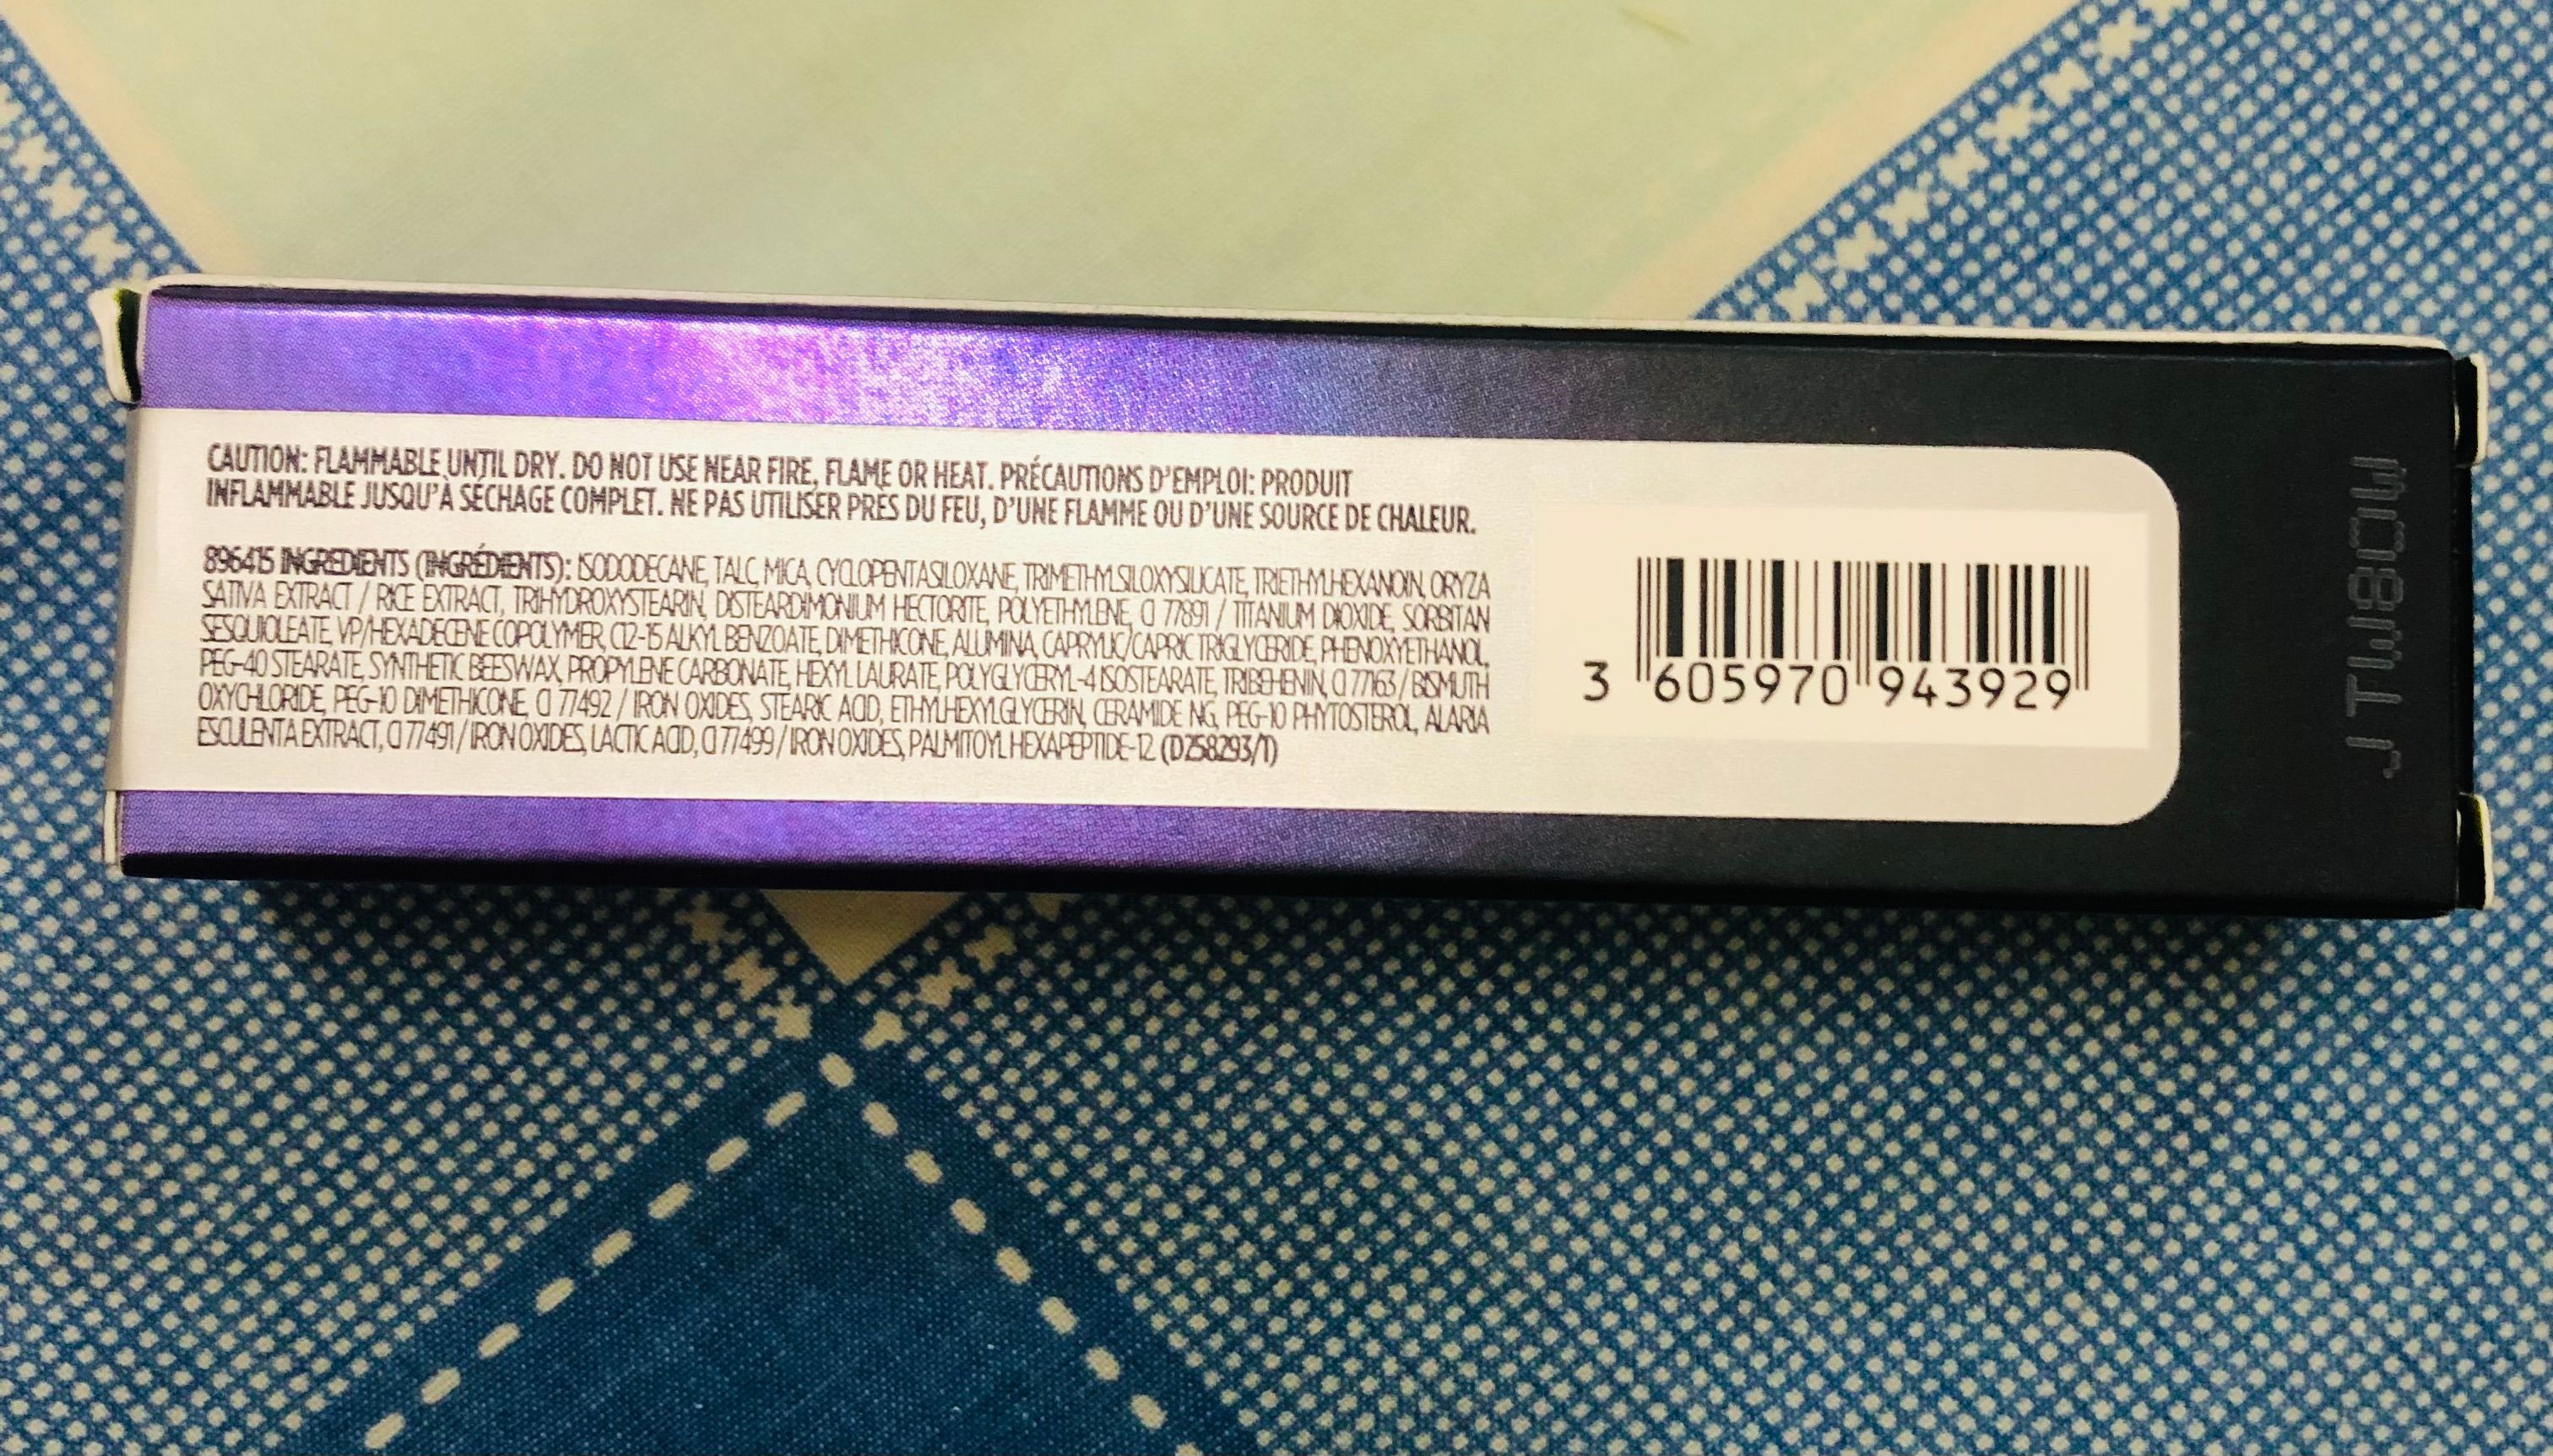 CAUTION: FLAMMABLE UNTIL DRY. DO NOT USE NEAR FIRE, FLAME OR HEAT. PRÉCAUTIONS D'EMPLOI: PRODUIT
INFLAMMABLE JUSQU'À SÉCHAGE COMPLET. NE PAS UTILISER PRÈS DU FEU, D'UNE FLAMME OU D'UNE SOURCE DE CHALEUR.
896415 INGREDIENTS (INGRÉDIENTS): ISODODECANE, TALC, MICA, CYCLOPENTASILOXANE, TRIMETHYLSILOXYSILICATE, TRIETHYLHEXANOIN, ORYZA
SATIVA EXTRACT / RICE EXTRACT, TRIHYDROXYSTEARIN, DISTEARDIMONIUM HECTORITE, POLYETHYLENE, CI 77891 / TITANIUM DIOXIDE, SORBITAN
SESQUIOLEATE, VP/HEXADECENE COPOLYMER, C12-15 ALKYL BENZOATE, DIMETHICONE, ALUMINA, CAPRYLIC/CAPRIC TRIGLYCERIDE, PHENOXYETHANOL,
PEG-40 STEARATE, SYNTHETIC BEESWAX, PROPYLENE CARBONATE, HEXYL LAURATE, POLYGLYCERYL-4 ISOSTEARATE, TRIBEHENIN, CI 77163 / BISMUTH
OXYCHLORIDE, PEG-10 DIMETHICONE, CI 77492 / IRON OXIDES, STEARIC ACID, ETHYLHEXYLGLYCERIN, CERAMIDE NG, PEG-10 PHYTOSTEROL, ALARIA
ESCULENTA EXTRACT, CI 77491 / IRON OXIDES, LACTIC ACID, CI 77499 / IRON OXIDES, PALMITOYL HEXAPEPTIDE-12 (D258293/1)
3 605970 943929